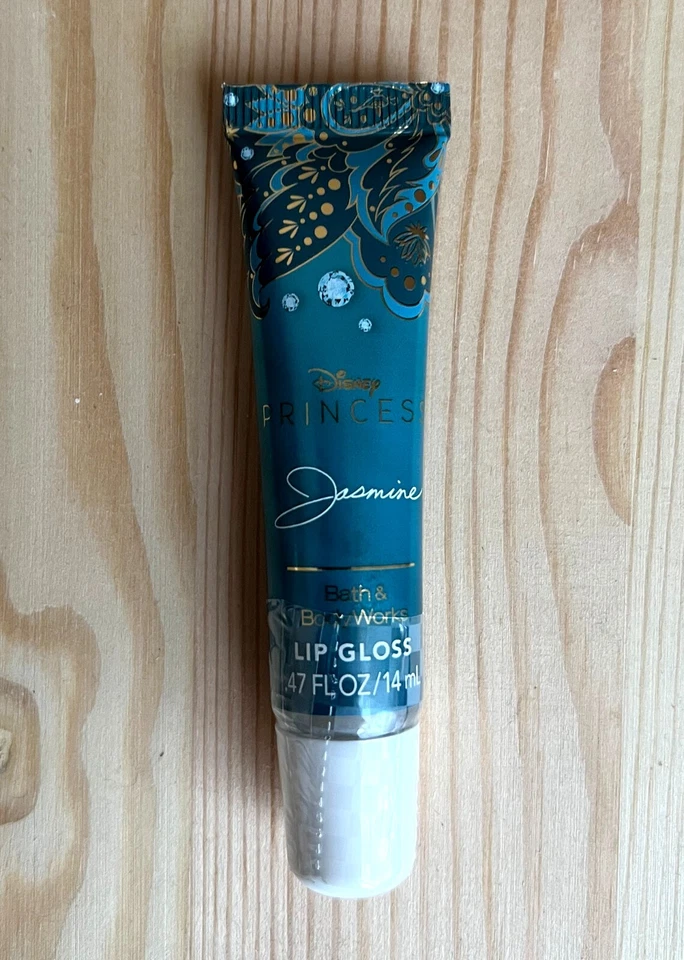 Disney
PRINCESS
Jasmine
Bath &
Body Works
LIP GLOSS
.47 FL OZ/14 mL